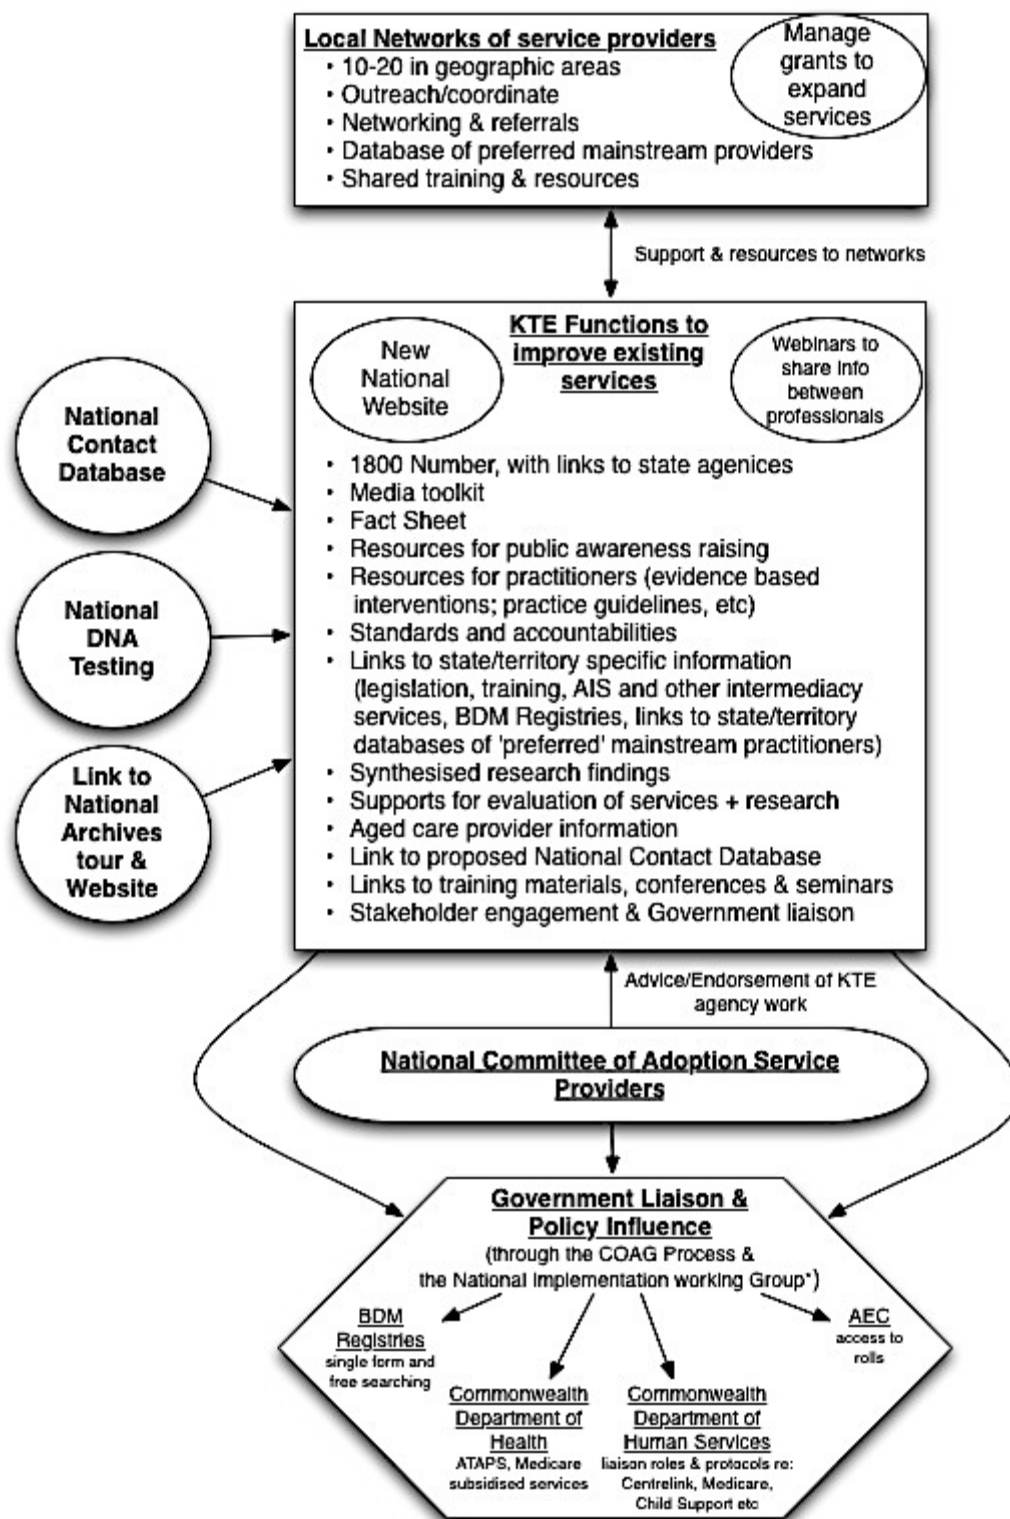 Local Networks of service providers
• 10-20 in geographic areas
• Outreach/coordinate
• Networking & referrals
• Database of preferred mainstream providers
• Shared training & resources
Manage
grants to
expand
services
Support & resources to networks
KTE Functions to
improve existing
services
New
National
Website
Webinars to
share info
between
professionals
• 1800 Number, with links to state agenices
• Media toolkit
• Fact Sheet
• Resources for public awareness raising
• Resources for practitioners (evidence based
interventions; practice guidelines, etc)
• Standards and accountabilities
• Links to state/territory specific information
(legislation, training, AIS and other intermediacy
services, BDM Registries, links to state/territory
databases of 'preferred' mainstream practitioners)
• Synthesised research findings
• Supports for evaluation of services + research
• Aged care provider information
• Link to proposed National Contact Database
• Links to training materials, conferences & seminars
• Stakeholder engagement & Government liaison
National
Contact
Database
National
DNA
Testing
Link to
National
Archives
tour &
Website
Advice/Endorsement of KTE
agency work
National Committee of Adoption Service
Providers
Government Liaison &
Policy Influence
(through the COAG Process &
the National Implementation working Group*)
BDM
Registries
single form and
free searching
Commonwealth
Department of
Health
ATAPS, Medicare
subsidised services
Commonwealth
Department of
Human Services
liaison roles & protocols re:
Centrelink, Medicare,
Child Support etc
AEC
access to
rolls